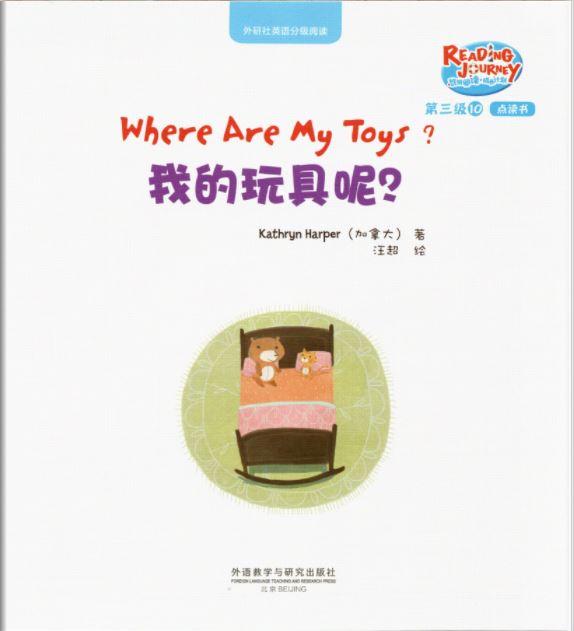 外研社英语分级阅读
READING
JOURNEY
第三级10 点读书
Where Are My Toys ?
我的玩具呢?
Kathryn Harper（加拿大） 著
汪超 绘
外语教学与研究出版社
FOREIGN LANGUAGE TEACHING AND RESEARCH PRESS
北京 BEIJING